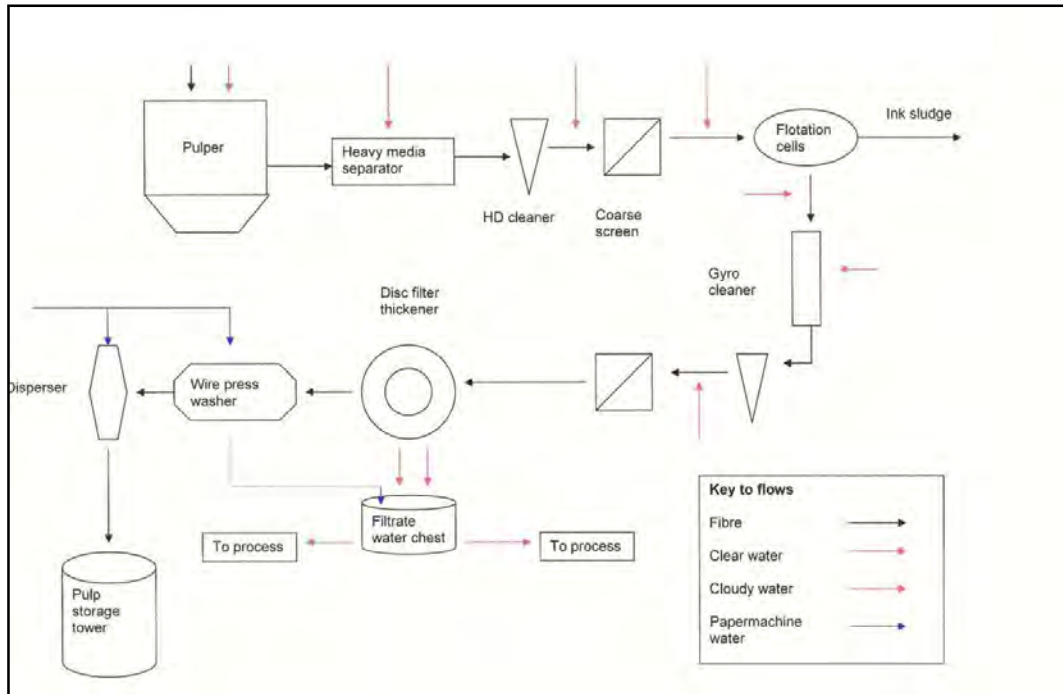 Pulper
Heavy media
separator
HD cleaner
Coarse
screen
Flotation
cells
Ink sludge
Gyro
cleaner
Disc filter
thickener
Wire press
washer
Disperser
Filtrate
water chest
To process
To process
Pulp
storage
tower
Key to flows
Fibre
Clear water
Cloudy water
Papermachine
water